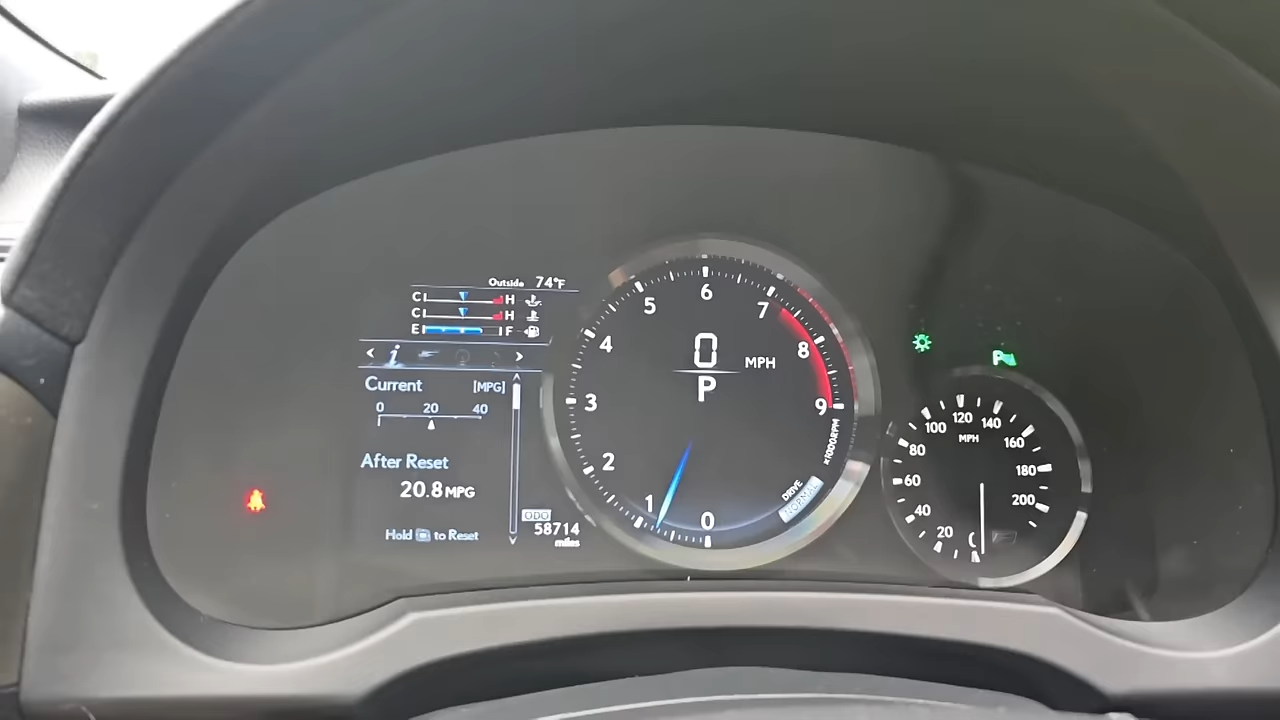 Outside 74°F
C H
C H
E F
< i >
Current [MPG]
0 20 40
After Reset
20.8 MPG
Hold to Reset
ODO
58714
miles
0
1
2
3
4
5
6
7
8
9
x1000RPM
0 MPH
P
DRIVE
NORMAL
P
20
40
60
80
100
120
140
160
180
200
MPH